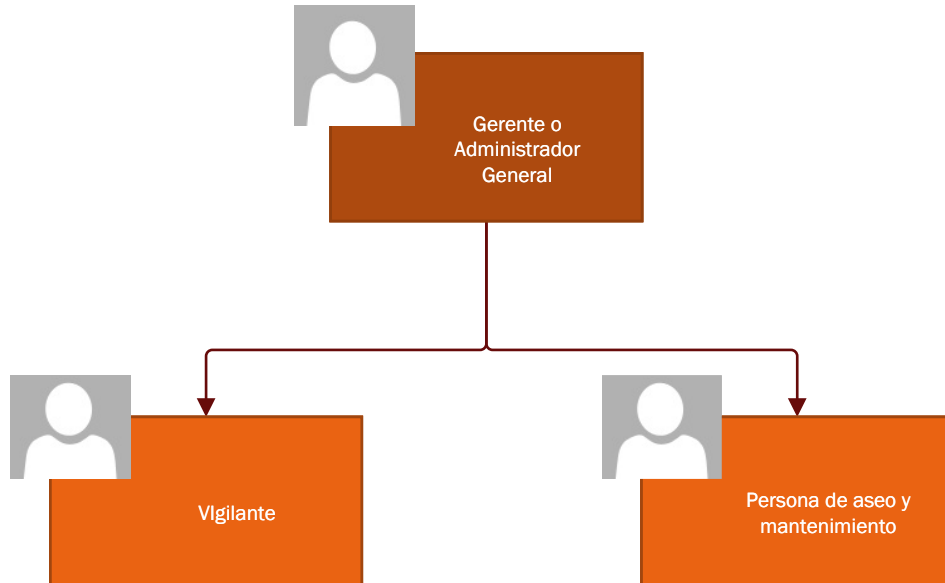 Gerente o
Administrador
General
VIgilante
Persona de aseo y
mantenimiento